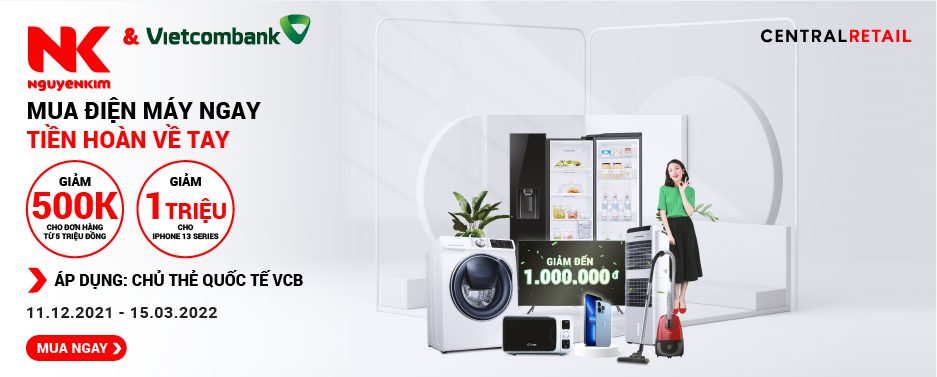 NK & Vietcombank
NGUYENKIM
CENTRALRETAIL
MUA ĐIỆN MÁY NGAY
TIỀN HOÀN VỀ TAY
GIẢM
500K
CHO ĐƠN HÀNG
TỪ 5 TRIỆU ĐỒNG
GIẢM
1 TRIỆU
CHO
IPHONE 13 SERIES
ÁP DỤNG: CHỦ THẺ QUỐC TẾ VCB
11.12.2021 - 15.03.2022
MUA NGAY
GIẢM ĐẾN
1.000.000đ